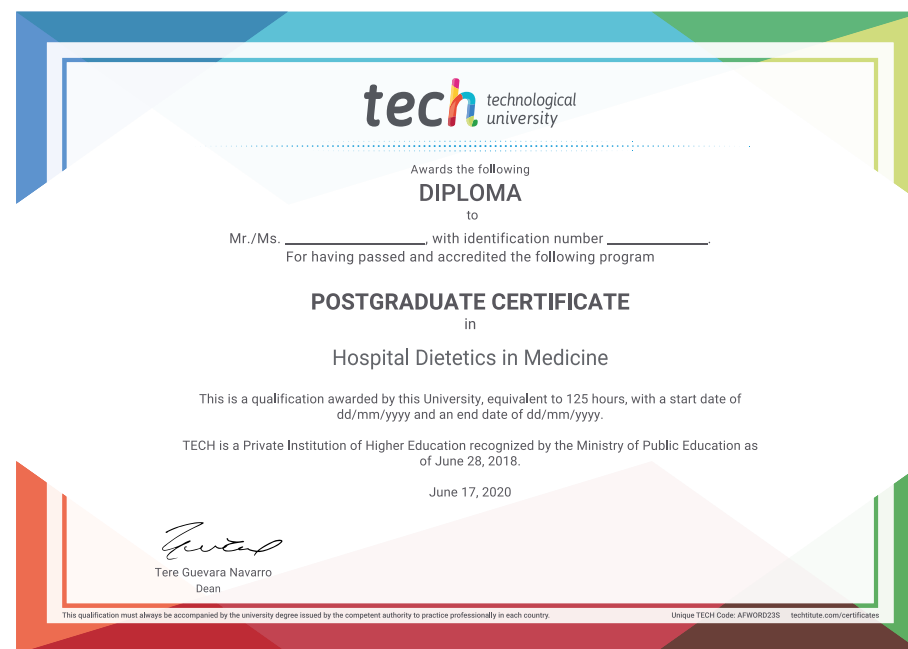 tech technological
university
Awards the following
DIPLOMA
to
Mr./Ms. ____________________, with identification number ______________.
For having passed and accredited the following program
POSTGRADUATE CERTIFICATE
in
Hospital Dietetics in Medicine
This is a qualification awarded by this University, equivalent to 125 hours, with a start date of
dd/mm/yyyy and an end date of dd/mm/yyyy.
TECH is a Private Institution of Higher Education recognized by the Ministry of Public Education as
of June 28, 2018.
June 17, 2020
Tere Guevara Navarro
Dean
This qualification must always be accompanied by the university degree issued by the competent authority to practice professionally in each country.
Unique TECH Code: AFWORD23S techtitute.com/certificates